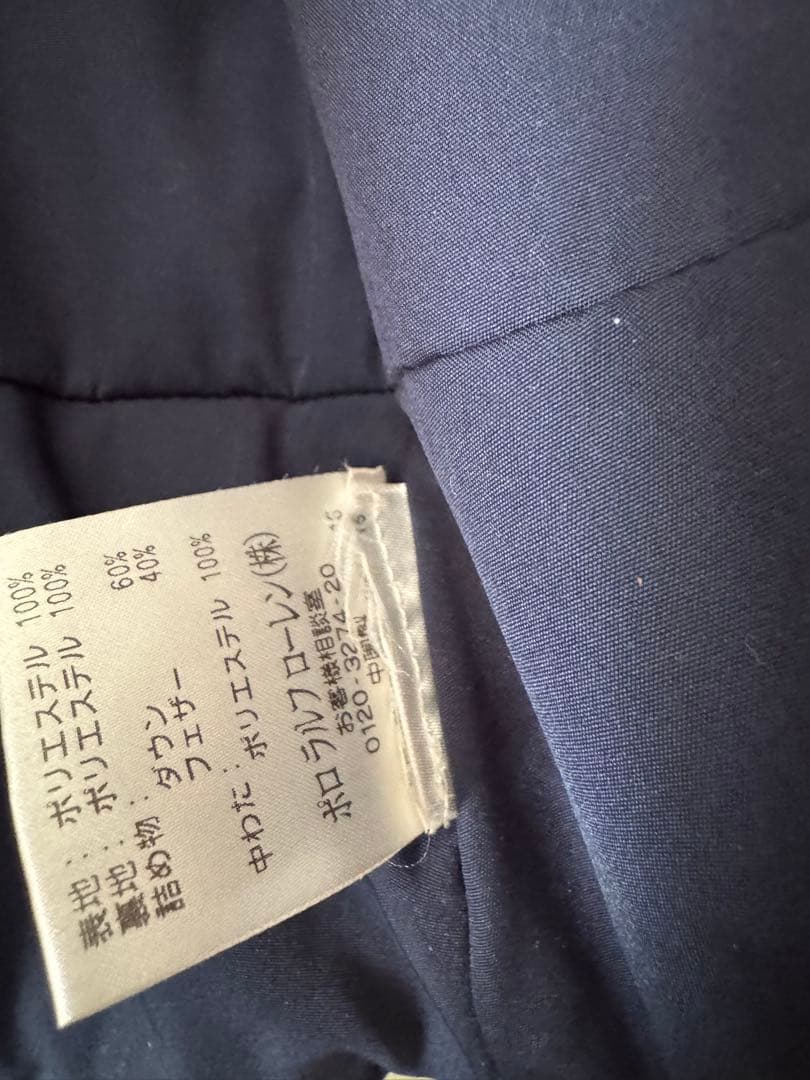 表地: ポリエステル 100%
裏地: ポリエステル 100%
詰め物: ダウン 60%
フェザー 40%
中わた: ポリエステル 100%
ポロ ラルフ ローレン(株)
お客様相談室
0120-3274-20
中国製